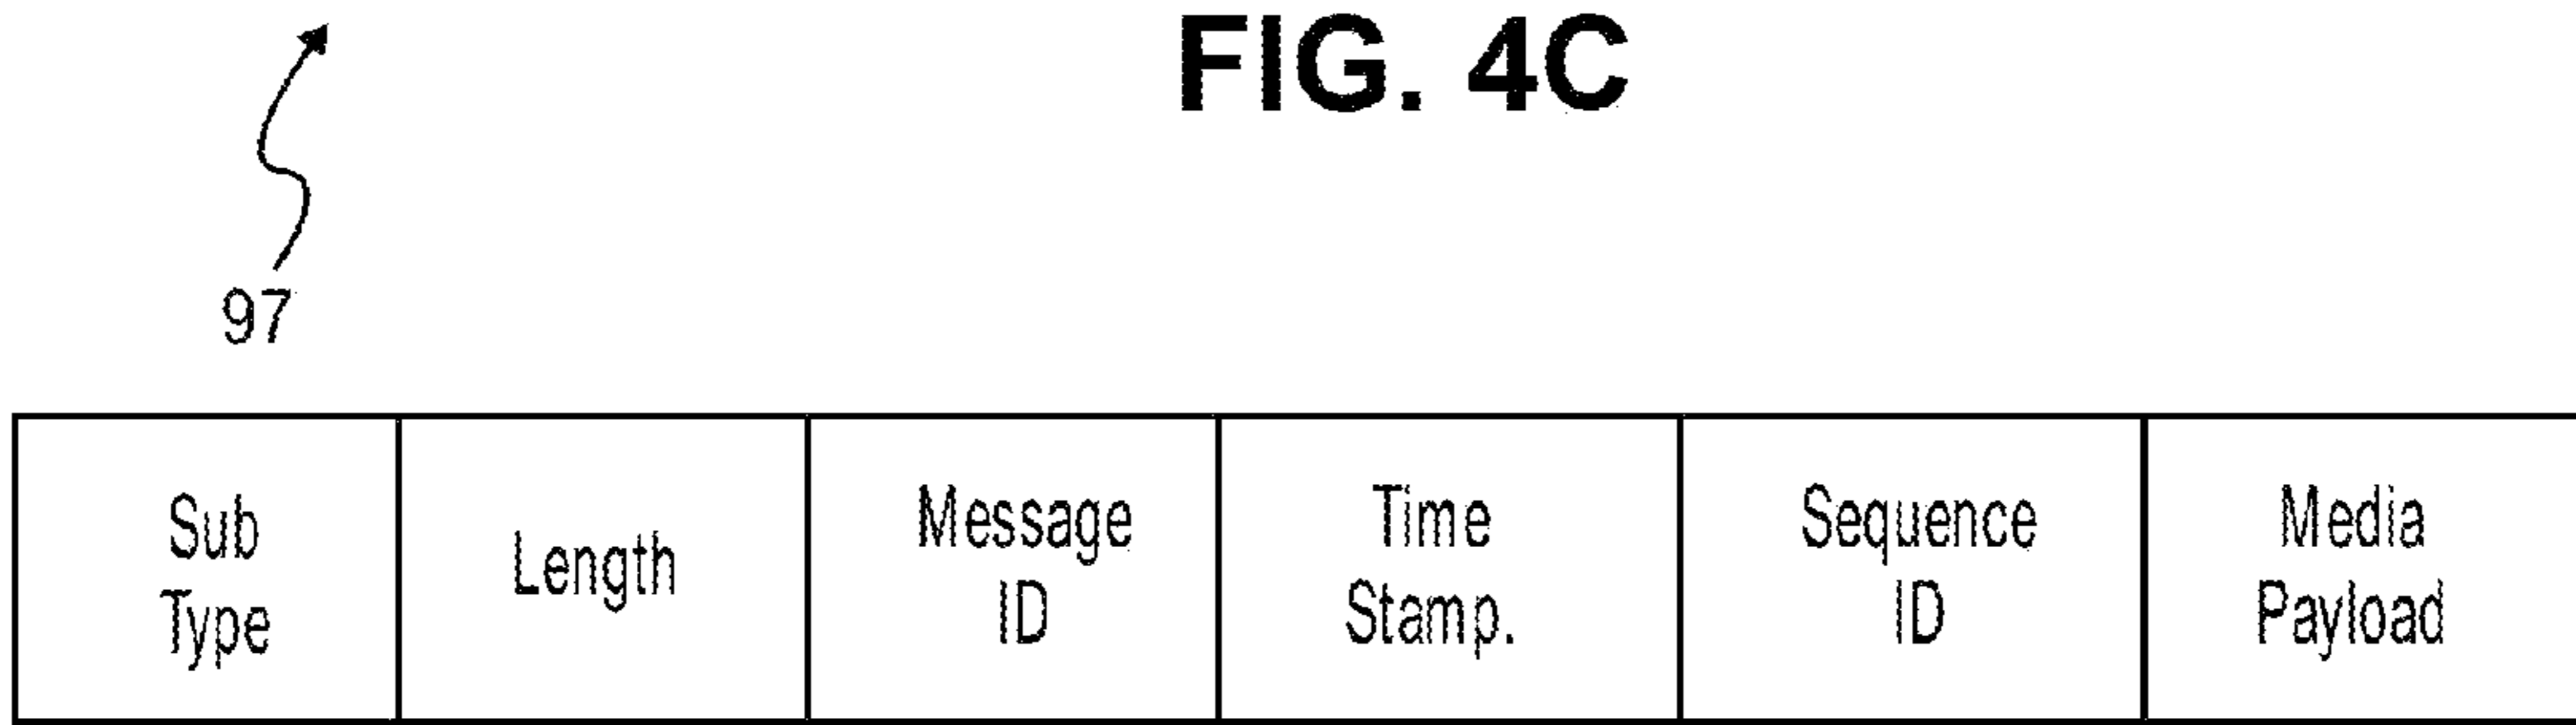 FIG. 4C
97
Sub
Type
Length
Message
ID
Time
Stamp.
Sequence
ID
Media
Payload